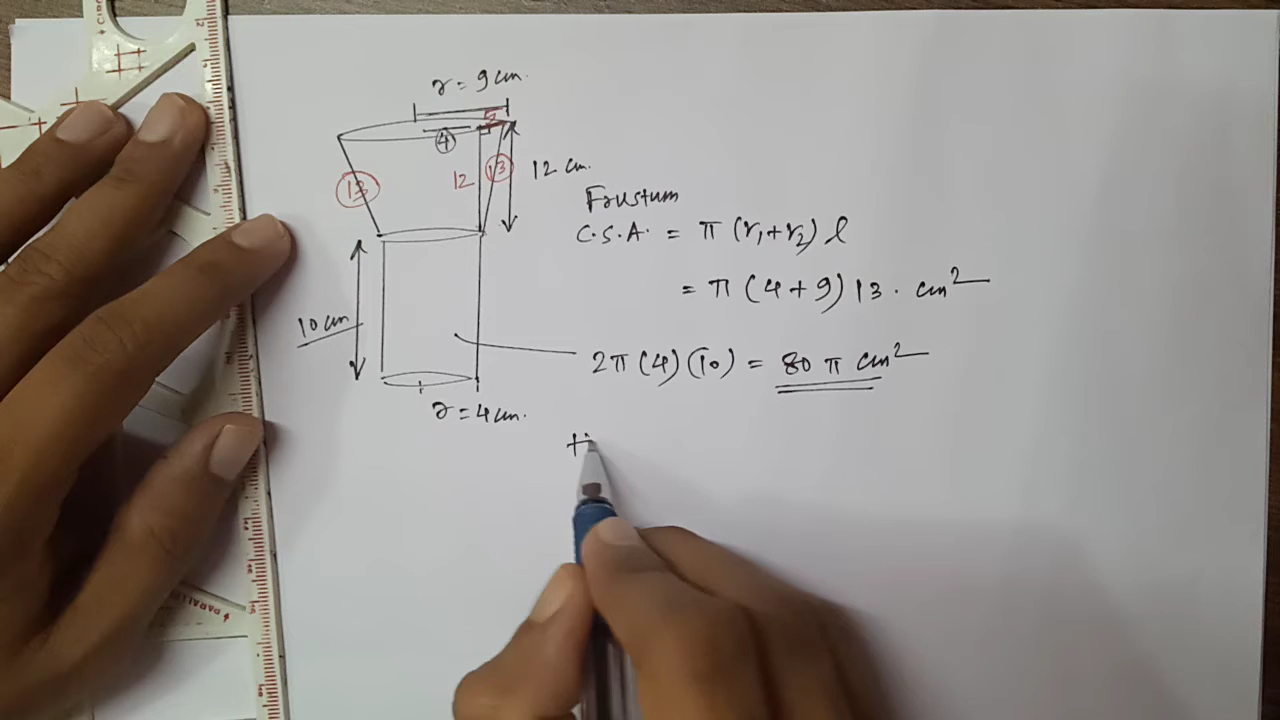 r = 9 cm.
5
4
13
12
13
12 cm.
Frustum
C.S.A. = π (r₁+r₂) l
= π (4+9) 13 . cm²
10 cm
2π (4) (10) = 80 π cm²
r = 4 cm.